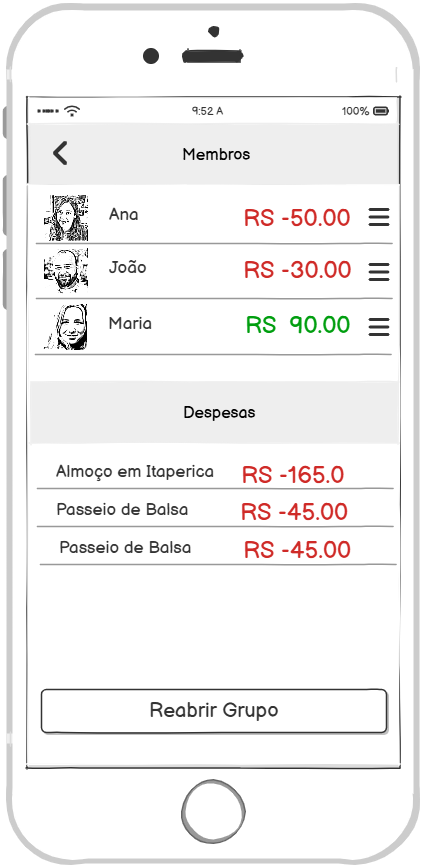 9:52 A 100%
Membros
Ana RS -50.00
João RS -30.00
Maria RS 90.00
Despesas
Almoço em Itaperica RS -165.0
Passeio de Balsa RS -45.00
Passeio de Balsa RS -45.00
Reabrir Grupo